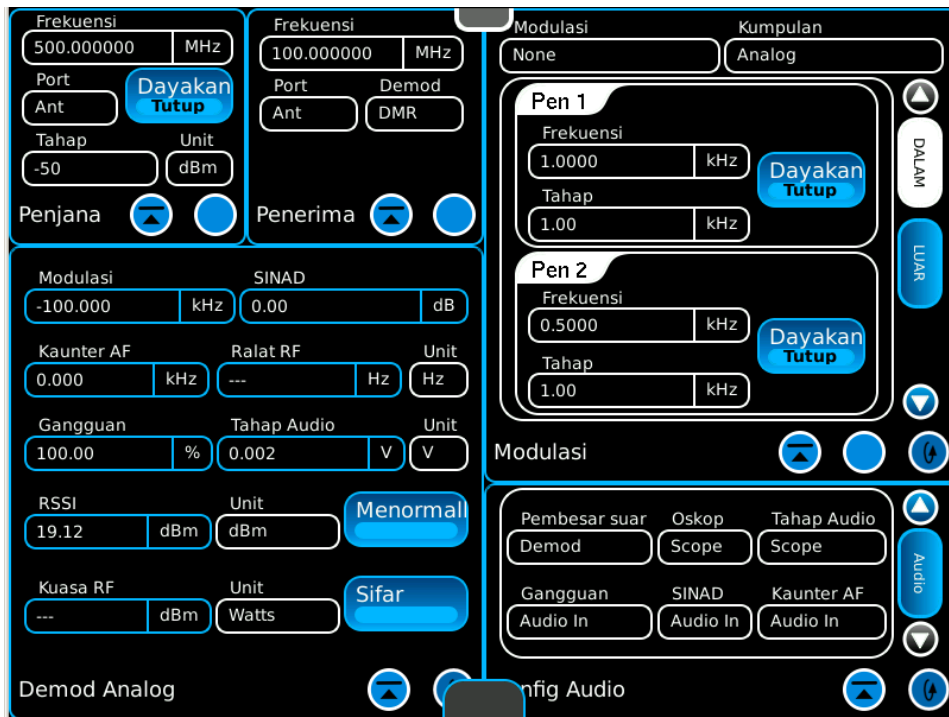 Frekuensi
500.000000 MHz
Port
Ant
Dayakan
Tutup
Tahap Unit
-50 dBm
Penjana
Frekuensi
100.000000 MHz
Port Demod
Ant DMR
Penerima
Modulasi Kumpulan
None Analog
Pen 1
Frekuensi
1.0000 kHz
Dayakan
Tutup
Tahap
1.00 kHz
Pen 2
Frekuensi
0.5000 kHz
Dayakan
Tutup
Tahap
1.00 kHz
DALAM
LUAR
Modulasi
Modulasi SINAD
-100.000 kHz 0.00 dB
Kaunter AF Ralat RF Unit
0.000 kHz --- Hz Hz
Gangguan Tahap Audio Unit
100.00 % 0.002 V V
RSSI Unit
19.12 dBm dBm
Menormall
Kuasa RF Unit
--- dBm Watts
Sifar
Demod Analog
Pembesar suar Oskop Tahap Audio
Demod Scope Scope
Gangguan SINAD Kaunter AF
Audio In Audio In Audio In
Audio
nfig Audio